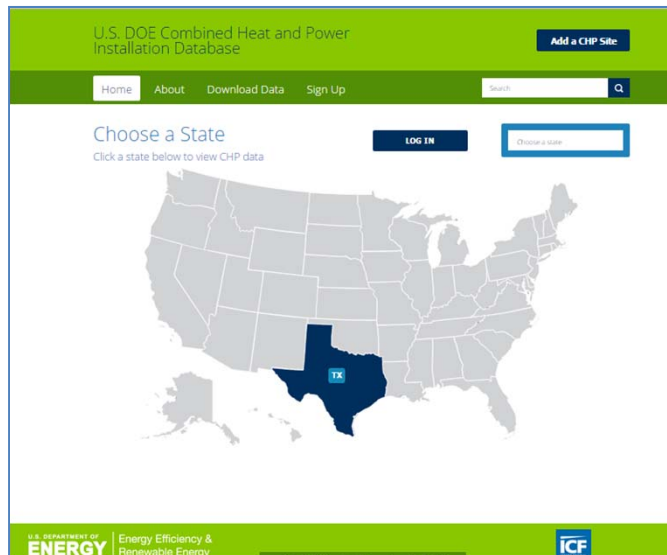 U.S. DOE Combined Heat and Power
Installation Database
Add a CHP Site
Home About Download Data Sign Up
Search
Choose a State
LOG IN
Choose a state
Click a state below to view CHP data
TX
U.S. DEPARTMENT OF
ENERGY
Energy Efficiency &
Renewable Energy
ICF